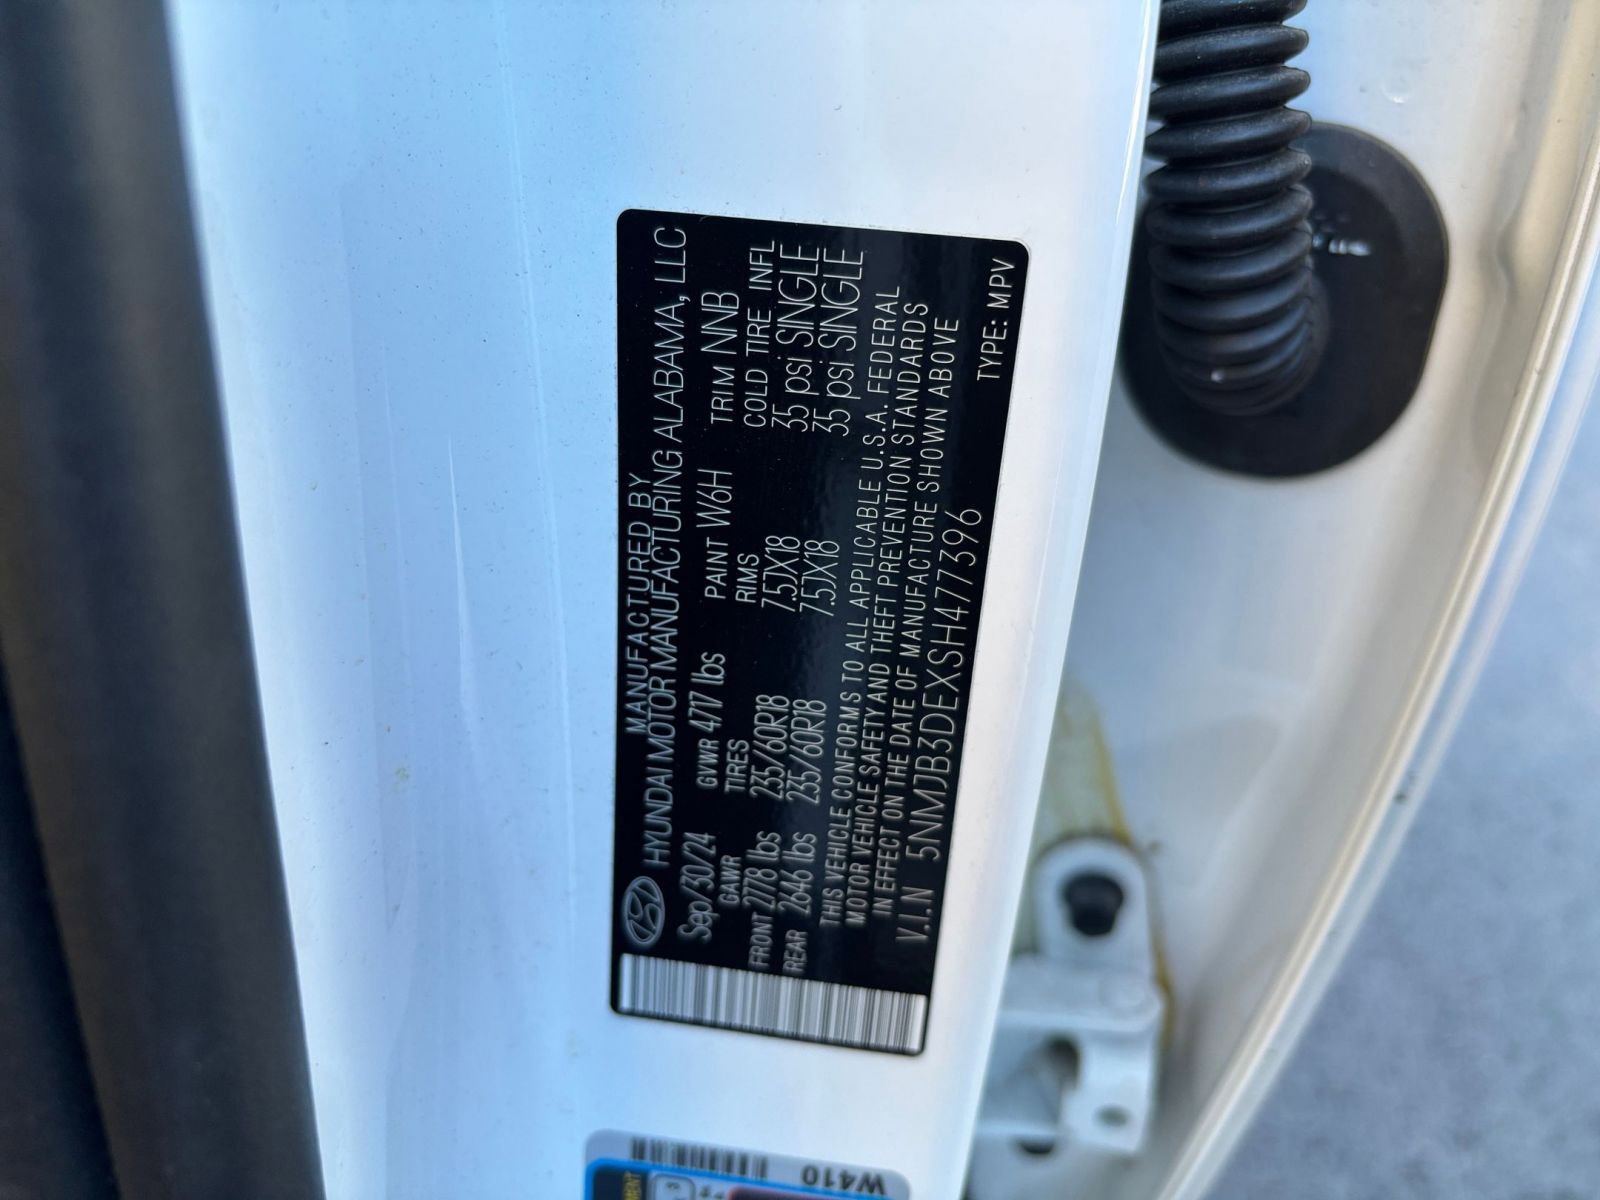 MANUFACTURED BY
HYUNDAI MOTOR MANUFACTURING ALABAMA, LLC
Sep/30/24 GVWR 4717 lbs PAINT W6H TRIM NNB
GAWR TIRES RIMS COLD TIRE INFL
FRONT 2778 lbs 235/60R18 7.5JX18 35 psi SINGLE
REAR 2646 lbs 235/60R18 7.5JX18 35 psi SINGLE
THIS VEHICLE CONFORMS TO ALL APPLICABLE U.S.A. FEDERAL
MOTOR VEHICLE SAFETY AND THEFT PREVENTION STANDARDS
IN EFFECT ON THE DATE OF MANUFACTURE SHOWN ABOVE
V.I.N 5NMJB3DEXSH477396 TYPE: MPV
W410